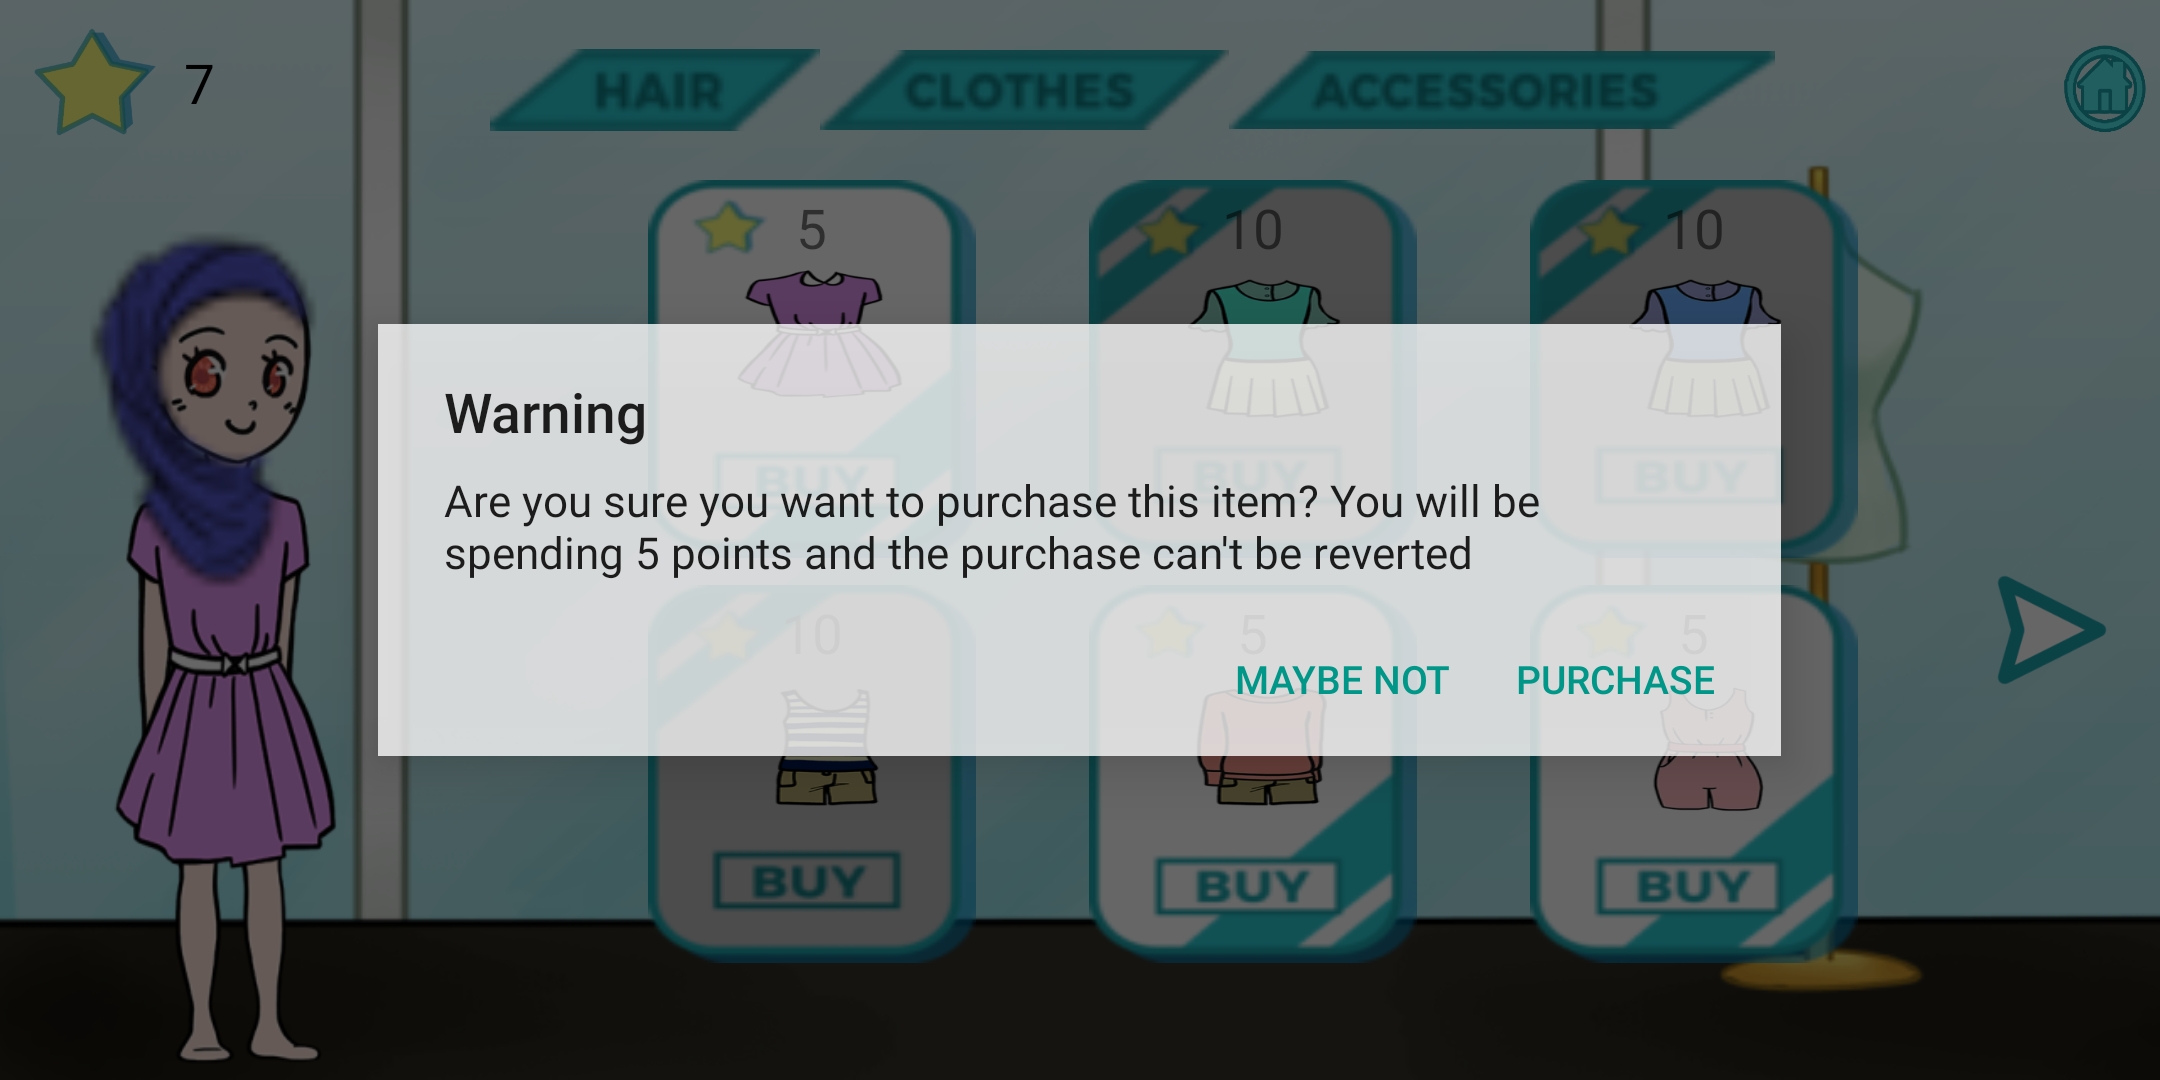 7
HAIR
CLOTHES
ACCESSORIES
5
10
10
BUY
BUY
BUY
Warning
Are you sure you want to purchase this item? You will be
spending 5 points and the purchase can't be reverted
10
5
5
MAYBE NOT
PURCHASE
BUY
BUY
BUY